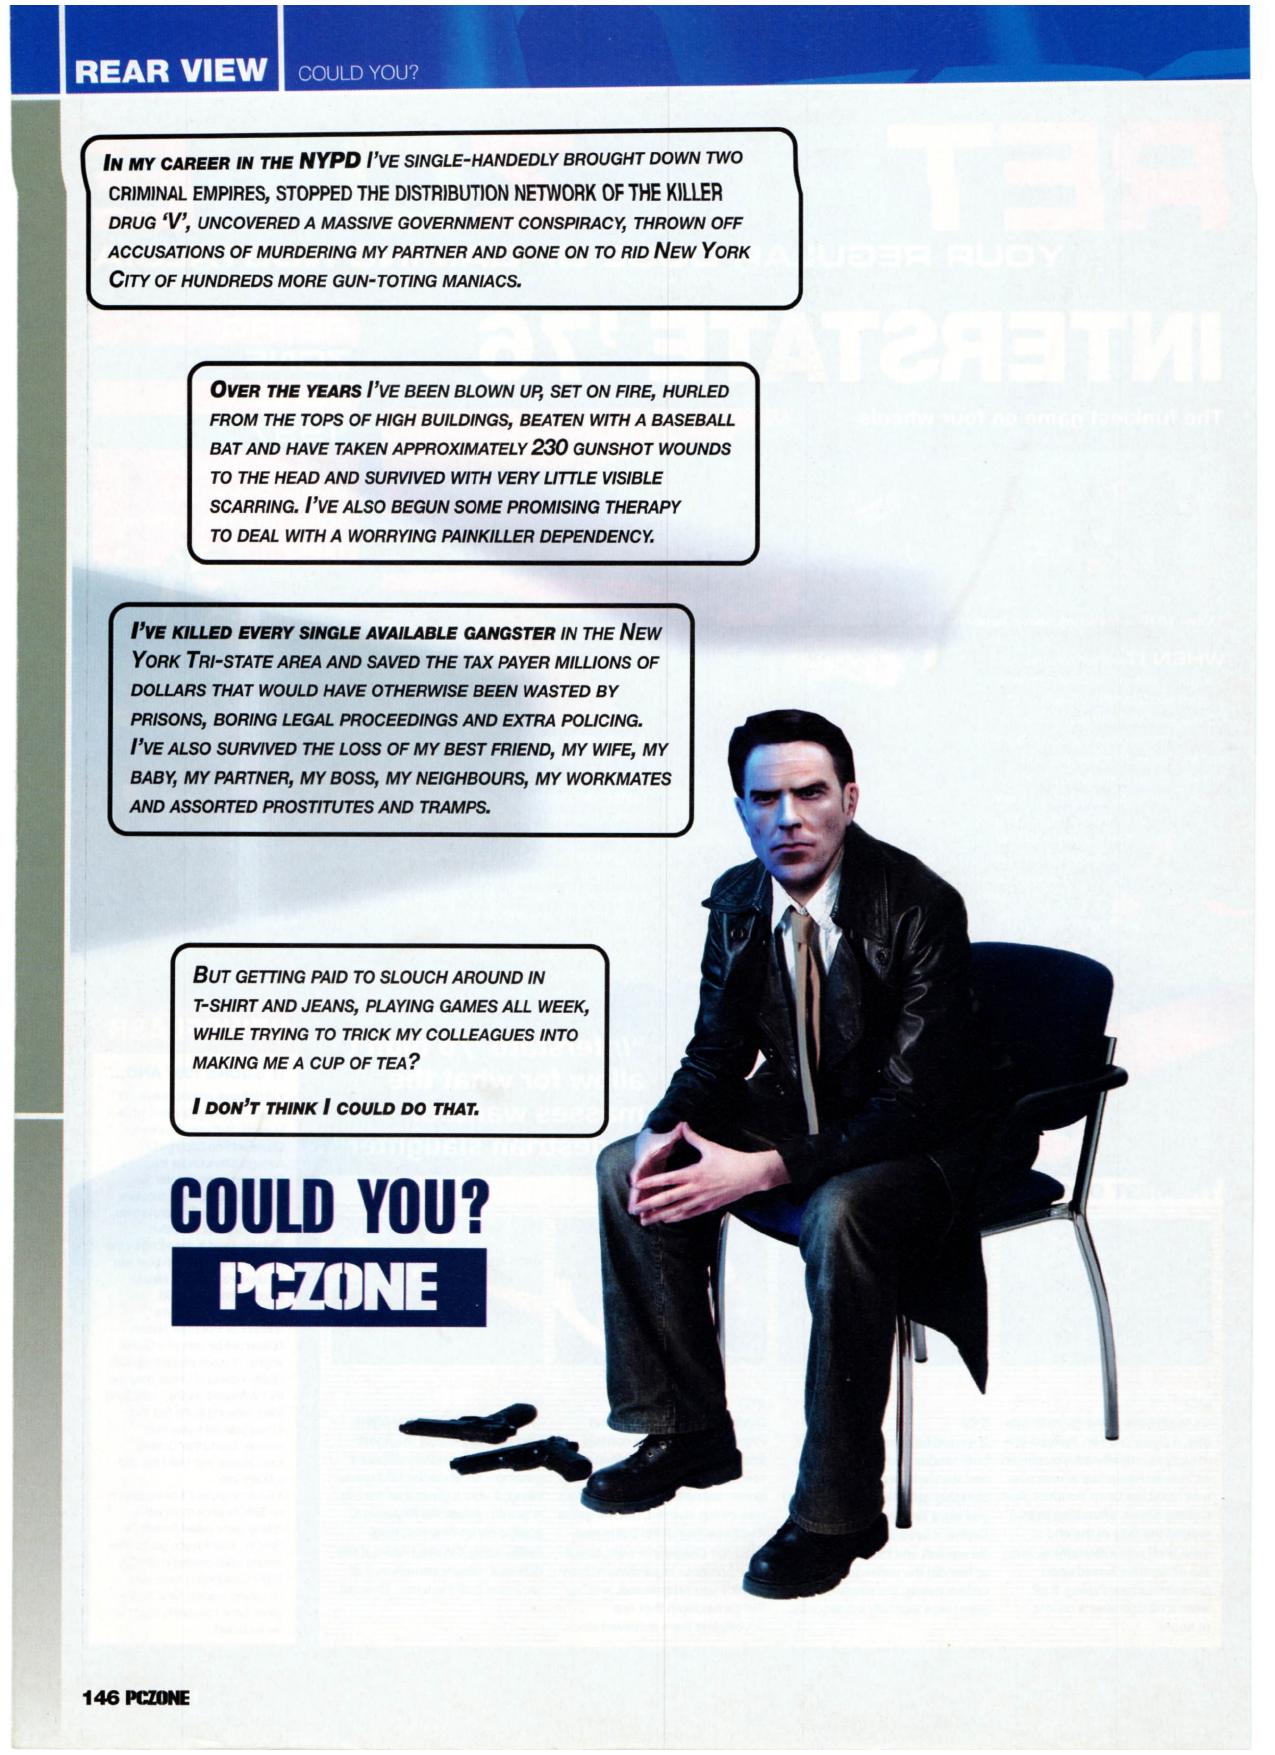 REAR VIEW
COULD YOU?
IN MY CAREER IN THE NYPD I'VE SINGLE-HANDEDLY BROUGHT DOWN TWO
CRIMINAL EMPIRES, STOPPED THE DISTRIBUTION NETWORK OF THE KILLER
DRUG 'V', UNCOVERED A MASSIVE GOVERNMENT CONSPIRACY, THROWN OFF
ACCUSATIONS OF MURDERING MY PARTNER AND GONE ON TO RID NEW YORK
CITY OF HUNDREDS MORE GUN-TOTING MANIACS.
OVER THE YEARS I'VE BEEN BLOWN UP, SET ON FIRE, HURLED
FROM THE TOPS OF HIGH BUILDINGS, BEATEN WITH A BASEBALL
BAT AND HAVE TAKEN APPROXIMATELY 230 GUNSHOT WOUNDS
TO THE HEAD AND SURVIVED WITH VERY LITTLE VISIBLE
SCARRING. I'VE ALSO BEGUN SOME PROMISING THERAPY
TO DEAL WITH A WORRYING PAINKILLER DEPENDENCY.
I'VE KILLED EVERY SINGLE AVAILABLE GANGSTER IN THE NEW
YORK TRI-STATE AREA AND SAVED THE TAX PAYER MILLIONS OF
DOLLARS THAT WOULD HAVE OTHERWISE BEEN WASTED BY
PRISONS, BORING LEGAL PROCEEDINGS AND EXTRA POLICING.
I'VE ALSO SURVIVED THE LOSS OF MY BEST FRIEND, MY WIFE, MY
BABY, MY PARTNER, MY BOSS, MY NEIGHBOURS, MY WORKMATES
AND ASSORTED PROSTITUTES AND TRAMPS.
BUT GETTING PAID TO SLOUCH AROUND IN
T-SHIRT AND JEANS, PLAYING GAMES ALL WEEK,
WHILE TRYING TO TRICK MY COLLEAGUES INTO
MAKING ME A CUP OF TEA?
I DON'T THINK I COULD DO THAT.
COULD YOU?
PCZONE
146 PCZONE